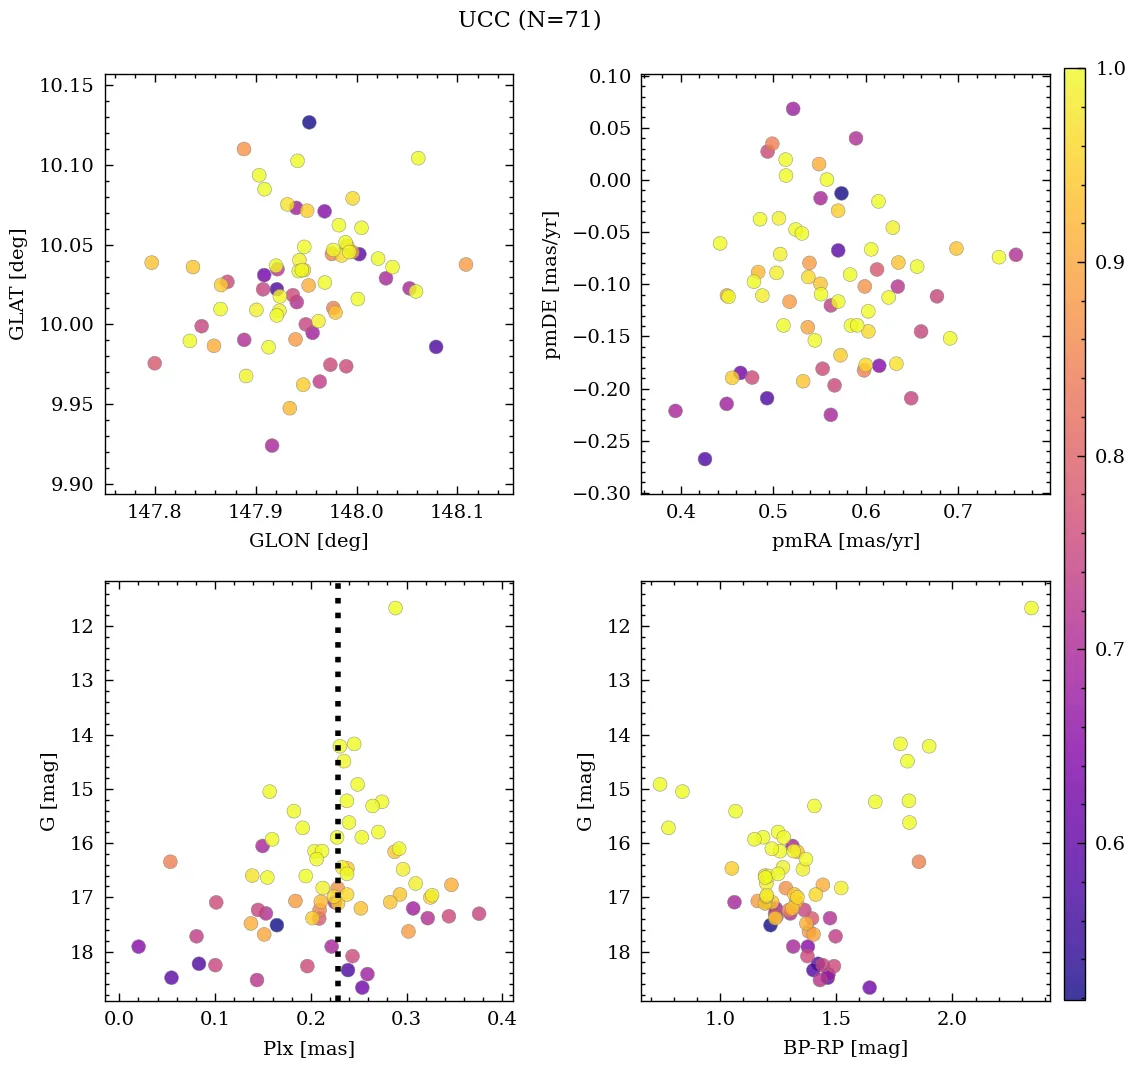 UCC (N=71)
10.15
10.10
10.05
10.00
9.95
9.90
GLAT [deg]
147.8 147.9 148.0 148.1
GLON [deg]
0.10
0.05
0.00
−0.05
−0.10
−0.15
−0.20
−0.25
−0.30
pmDE [mas/yr]
0.4 0.5 0.6 0.7
pmRA [mas/yr]
12
13
14
15
16
17
18
G [mag]
0.0 0.1 0.2 0.3 0.4
Plx [mas]
12
13
14
15
16
17
18
G [mag]
1.0 1.5 2.0
BP-RP [mag]
1.0
0.9
0.8
0.7
0.6